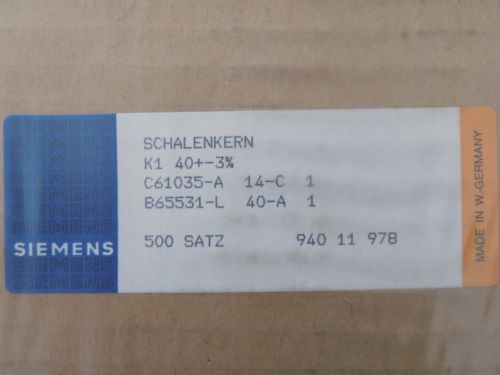 SCHALENKERN
K1 40+-3%
C61035-A 14-C 1
B65531-L 40-A 1
500 SATZ 940 11 978
SIEMENS
MADE IN W.-GERMANY